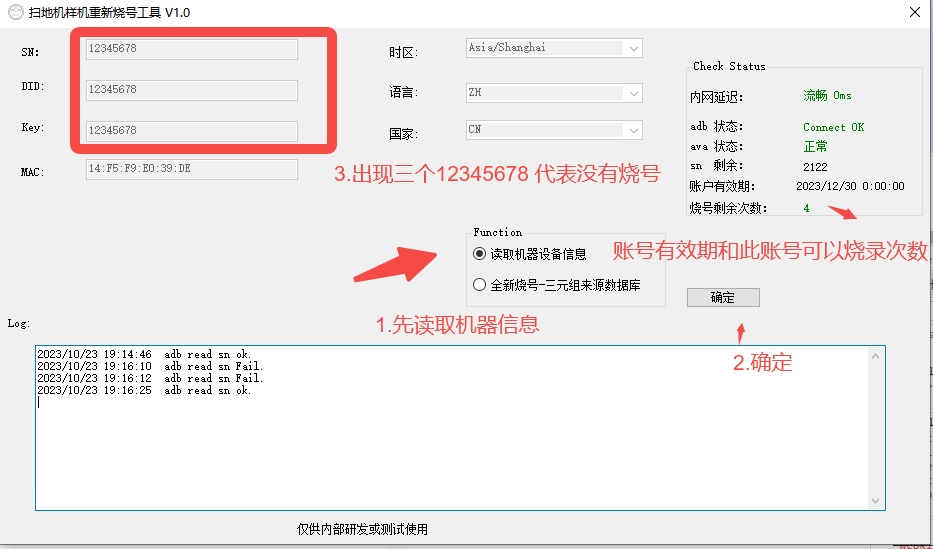 扫地机样机重新烧号工具 V1.0
SN:
12345678
时区:
Asia/Shanghai
Check Status
DID:
12345678
语言:
ZH
内网延迟:
流畅 0ms
Key:
12345678
国家:
CN
adb 状态:
Connect OK
ava 状态:
正常
MAC:
14:F5:F9:E0:39:DE
3.出现三个12345678 代表没有烧号
sn 剩余:
2122
账户有效期:
2023/12/30 0:00:00
烧号剩余次数:
4
Function
读取机器设备信息
账号有效期和此账号可以烧录次数
全新烧号-三元组来源数据库
确定
Log:
1.先读取机器信息
2.确定
2023/10/23 19:14:46 adb read sn ok.
2023/10/23 19:16:10 adb read sn Fail.
2023/10/23 19:16:12 adb read sn Fail.
2023/10/23 19:16:25 adb read sn ok.
仅供内部研发或测试使用